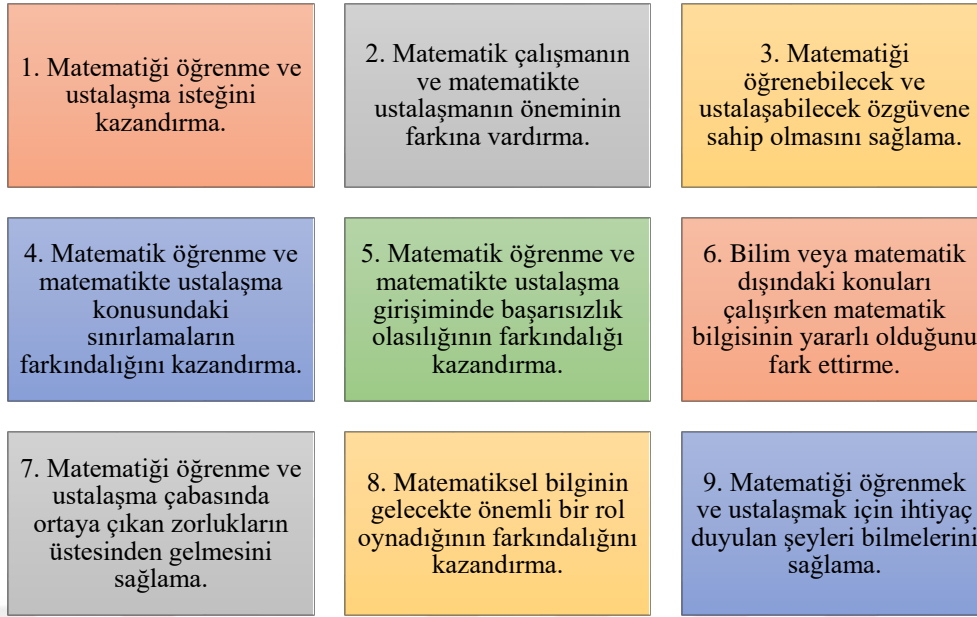 1. Matematiği öğrenme ve
ustalaşma isteğini
kazandırma.
2. Matematik çalışmanın
ve matematikte
ustalaşmanın öneminin
farkına vardırma.
3. Matematiği
öğrenebilecek ve
ustalaşabilecek özgüvene
sahip olmasını sağlama.
4. Matematik öğrenme ve
matematikte ustalaşma
konusundaki
sınırlamaların
farkındalığını kazandırma.
5. Matematik öğrenme ve
matematikte ustalaşma
girişiminde başarısızlık
olasılığının farkındalığı
kazandırma.
6. Bilim veya matematik
dışındaki konuları
çalışırken matematik
bilgisinin yararlı olduğunu
fark ettirme.
7. Matematiği öğrenme ve
ustalaşma çabasında
ortaya çıkan zorlukların
üstesinden gelmesini
sağlama.
8. Matematiksel bilginin
gelecekte önemli bir rol
oynadığının farkındalığını
kazandırma.
9. Matematiği öğrenmek
ve ustalaşmak için ihtiyaç
duyulan şeyleri bilmelerini
sağlama.